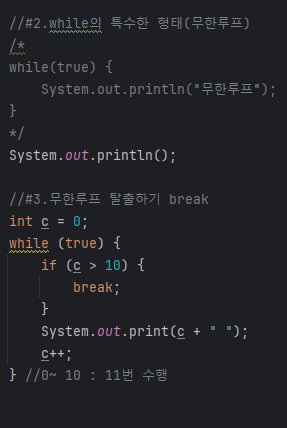 //#2.while의 특수한 형태(무한루프)
/*
while(true) {
    System.out.println("무한루프");
}
*/
System.out.println();

//#3.무한루프 탈출하기 break
int c = 0;
while (true) {
    if (c > 10) {
        break;
    }
    System.out.print(c + " ");
    c++;
} //0~ 10 : 11번 수행